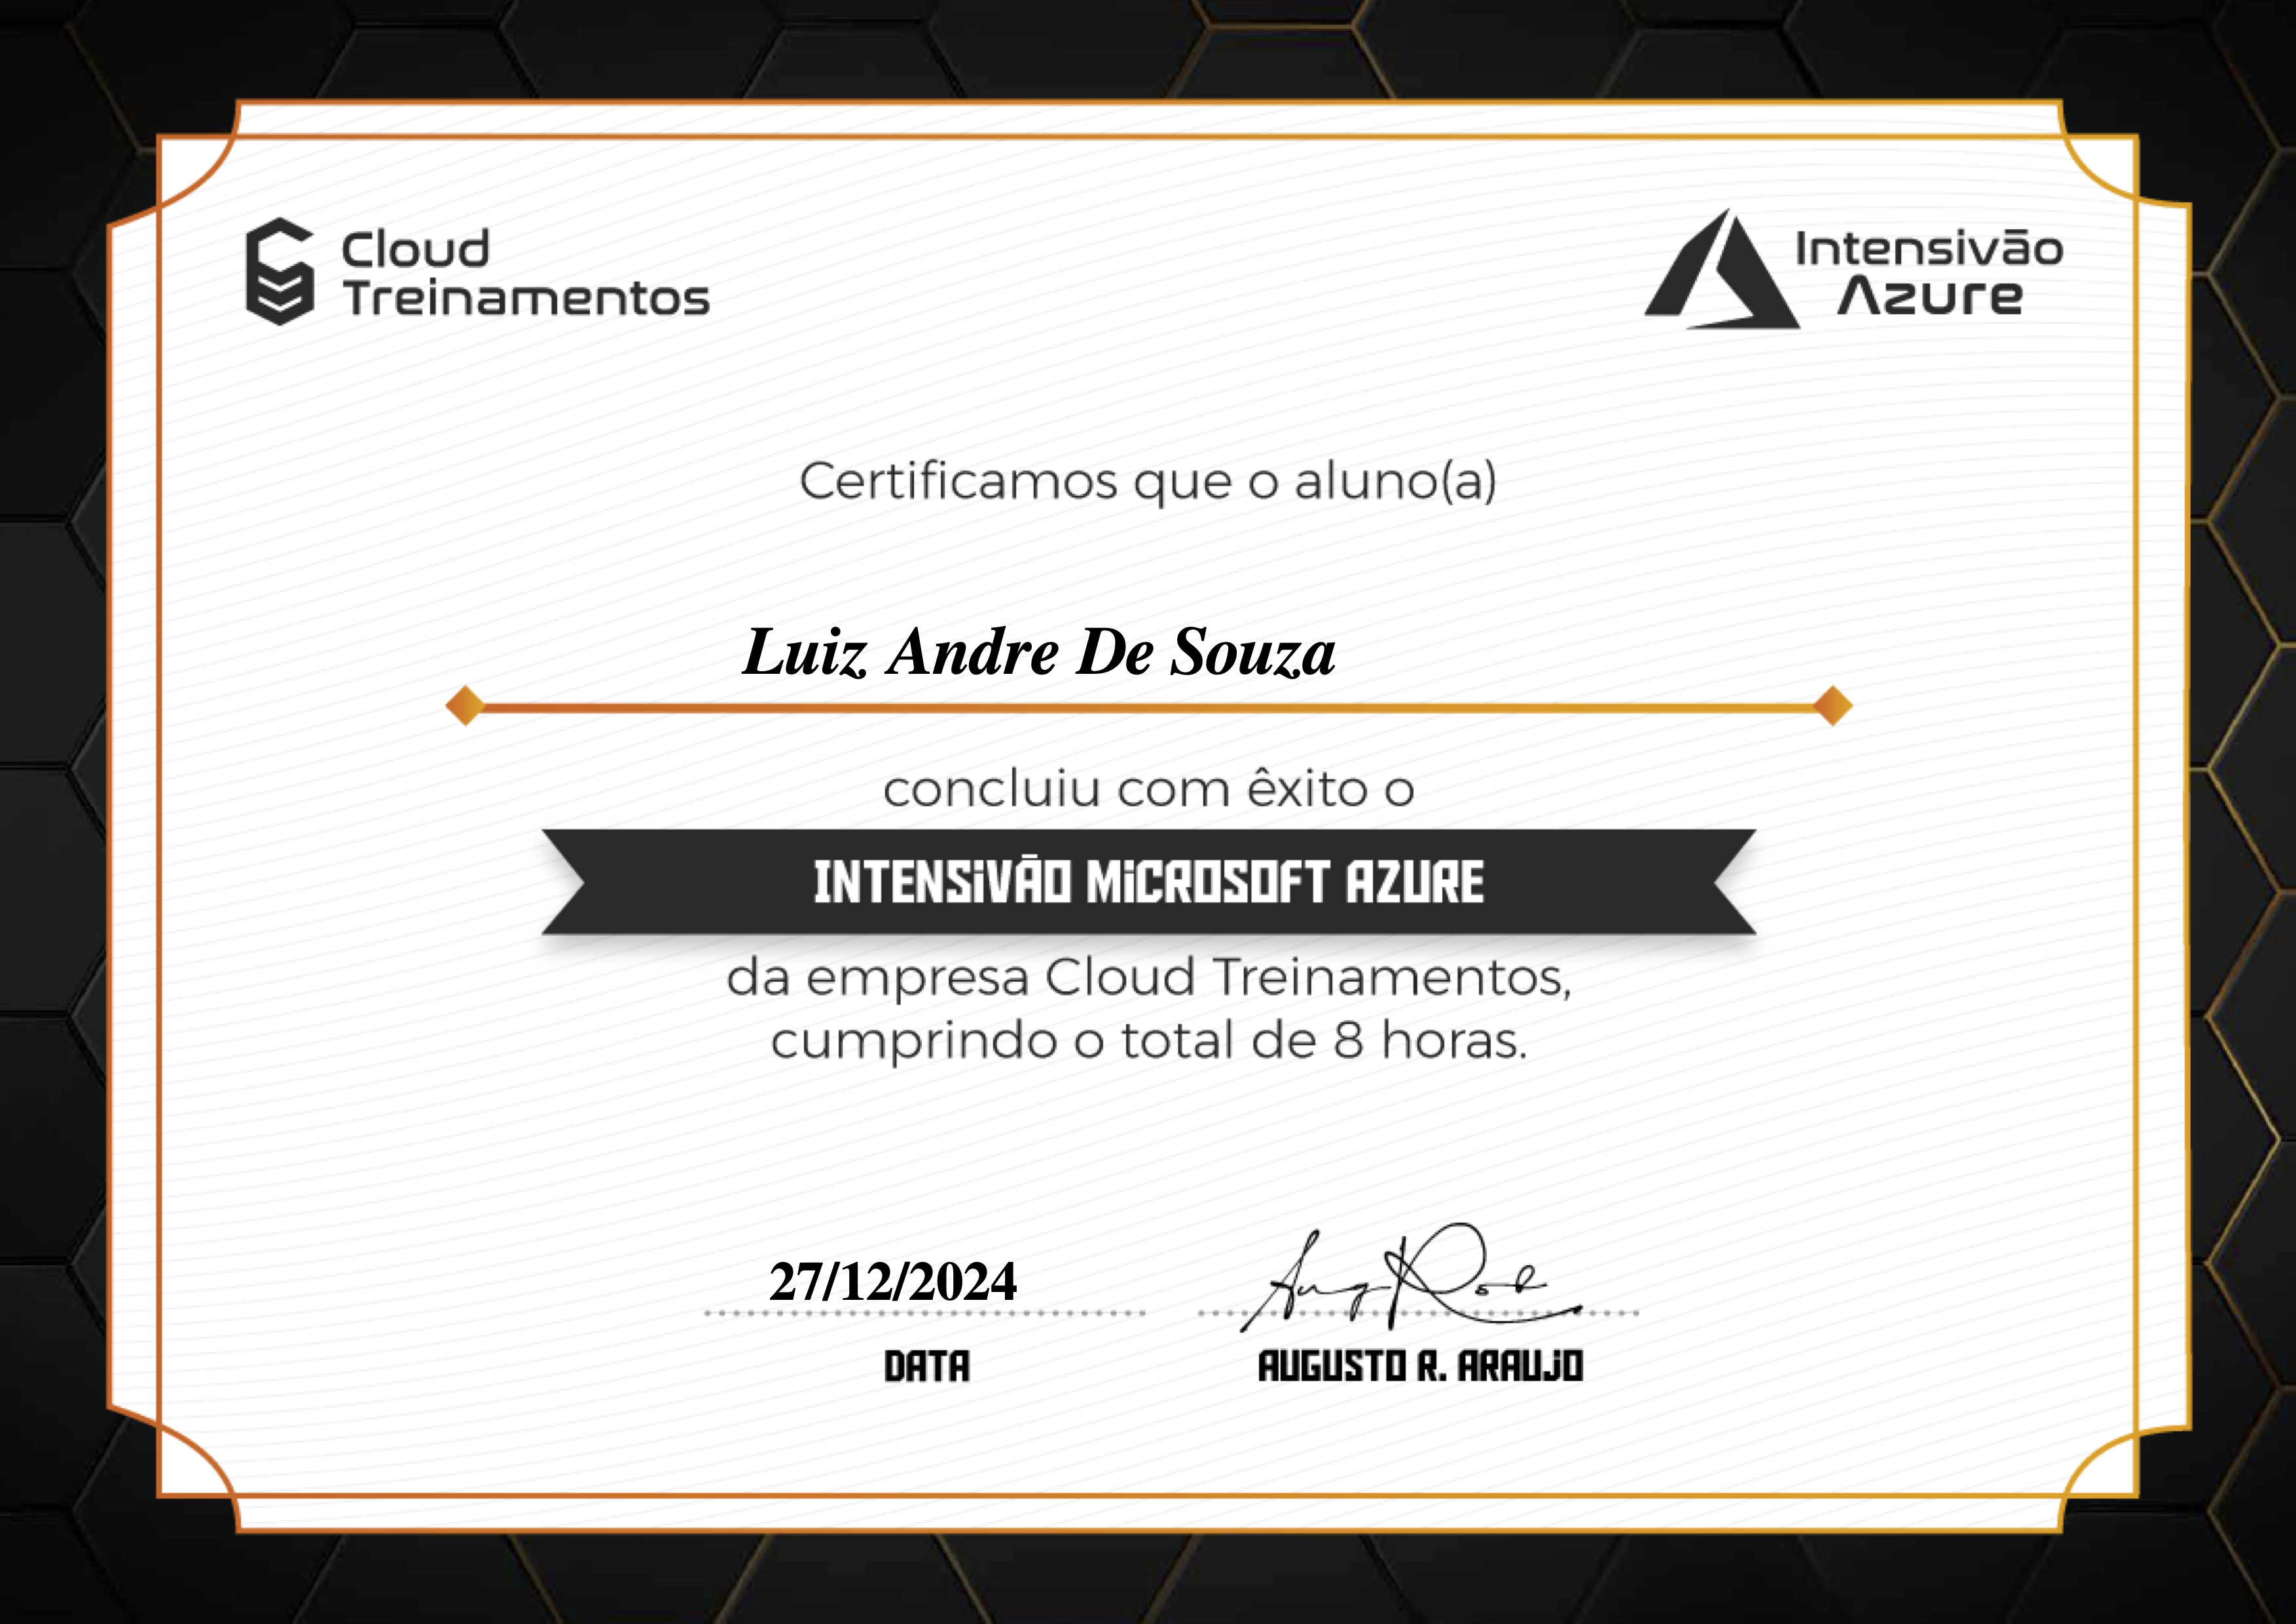 Cloud
Treinamentos
Intensivão
Azure
Certificamos que o aluno(a)
Luiz Andre De Souza
concluiu com êxito o
INTENSiVÃO MiCROSOFT AZURE
da empresa Cloud Treinamentos,
cumprindo o total de 8 horas.
27/12/2024
DATA
AUGUSTO R. ARAUjO